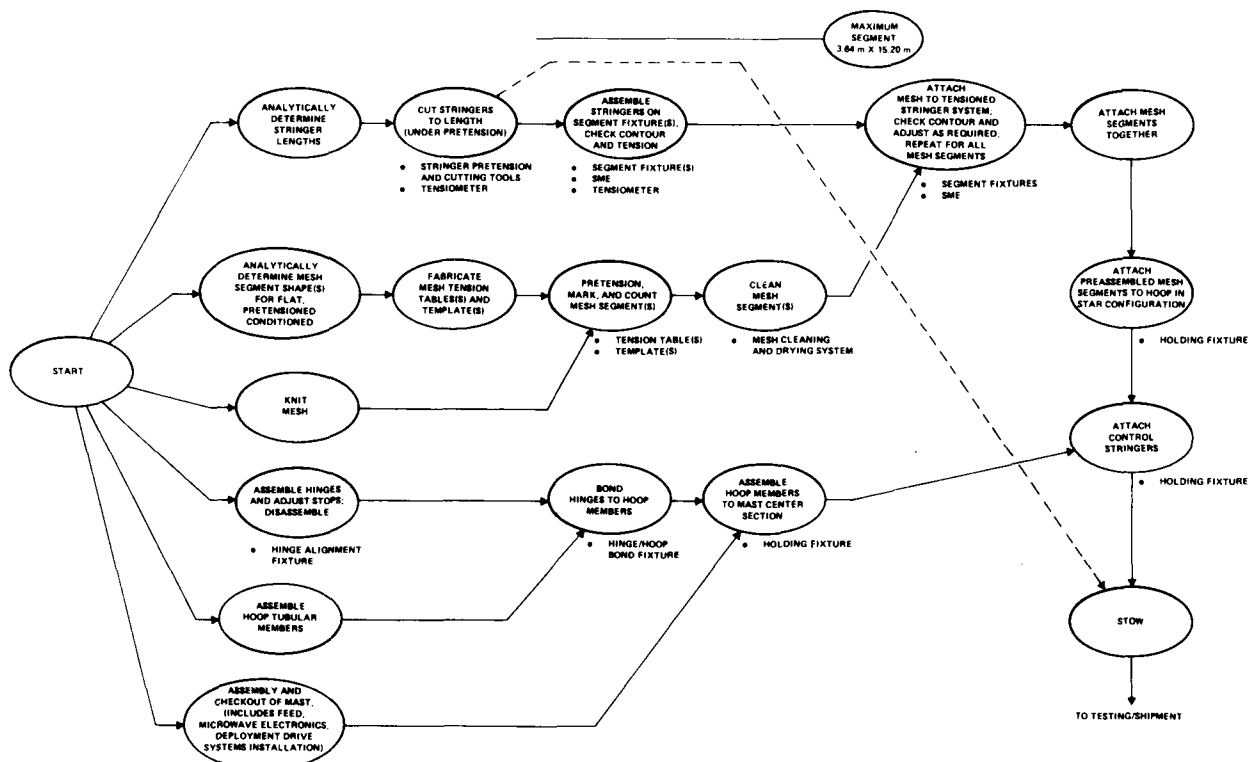 MAXIMUM
SEGMENT
3.64 m X 15.20 m
ANALYTICALLY
DETERMINE
STRINGER
LENGTHS
CUT STRINGERS
TO LENGTH
(UNDER PRETENSION)
• STRINGER PRETENSION
AND CUTTING TOOLS
• TENSIOMETER
ASSEMBLE
STRINGERS ON
SEGMENT FIXTURE(S),
CHECK CONTOUR
AND TENSION
• SEGMENT FIXTURE(S)
• SME
• TENSIOMETER
ATTACH
MESH TO TENSIONED
STRINGER SYSTEM;
CHECK CONTOUR AND
ADJUST AS REQUIRED;
REPEAT FOR ALL
MESH SEGMENTS
• SEGMENT FIXTURES
• SME
ATTACH MESH
SEGMENTS
TOGETHER
ANALYTICALLY
DETERMINE MESH
SEGMENT SHAPE(S)
FOR FLAT,
PRETENSIONED
CONDITIONED
FABRICATE
MESH TENSION
TABLES(S) AND
TEMPLATE(S)
PRETENSION,
MARK, AND COUNT
MESH SEGMENT(S)
• TENSION TABLE(S)
• TEMPLATE(S)
CLEAN
MESH
SEGMENT(S)
• MESH CLEANING
AND DRYING SYSTEM
ATTACH
PREASSEMBLED MESH
SEGMENTS TO HOOP IN
STAR CONFIGURATION
• HOLDING FIXTURE
START
KNIT
MESH
ATTACH
CONTROL
STRINGERS
• HOLDING FIXTURE
ASSEMBLE HINGES
AND ADJUST STOPS;
DISASSEMBLE
• HINGE ALIGNMENT
FIXTURE
BOND
HINGES TO HOOP
MEMBERS
• HINGE/HOOP
BOND FIXTURE
ASSEMBLE
HOOP MEMBERS
TO MAST CENTER
SECTION
• HOLDING FIXTURE
ASSEMBLE
HOOP TUBULAR
MEMBERS
STOW
ASSEMBLY AND
CHECKOUT OF MAST,
(INCLUDES FEED,
MICROWAVE ELECTRONICS,
DEPLOYMENT DRIVE
SYSTEMS INSTALLATION)
TO TESTING/SHIPMENT